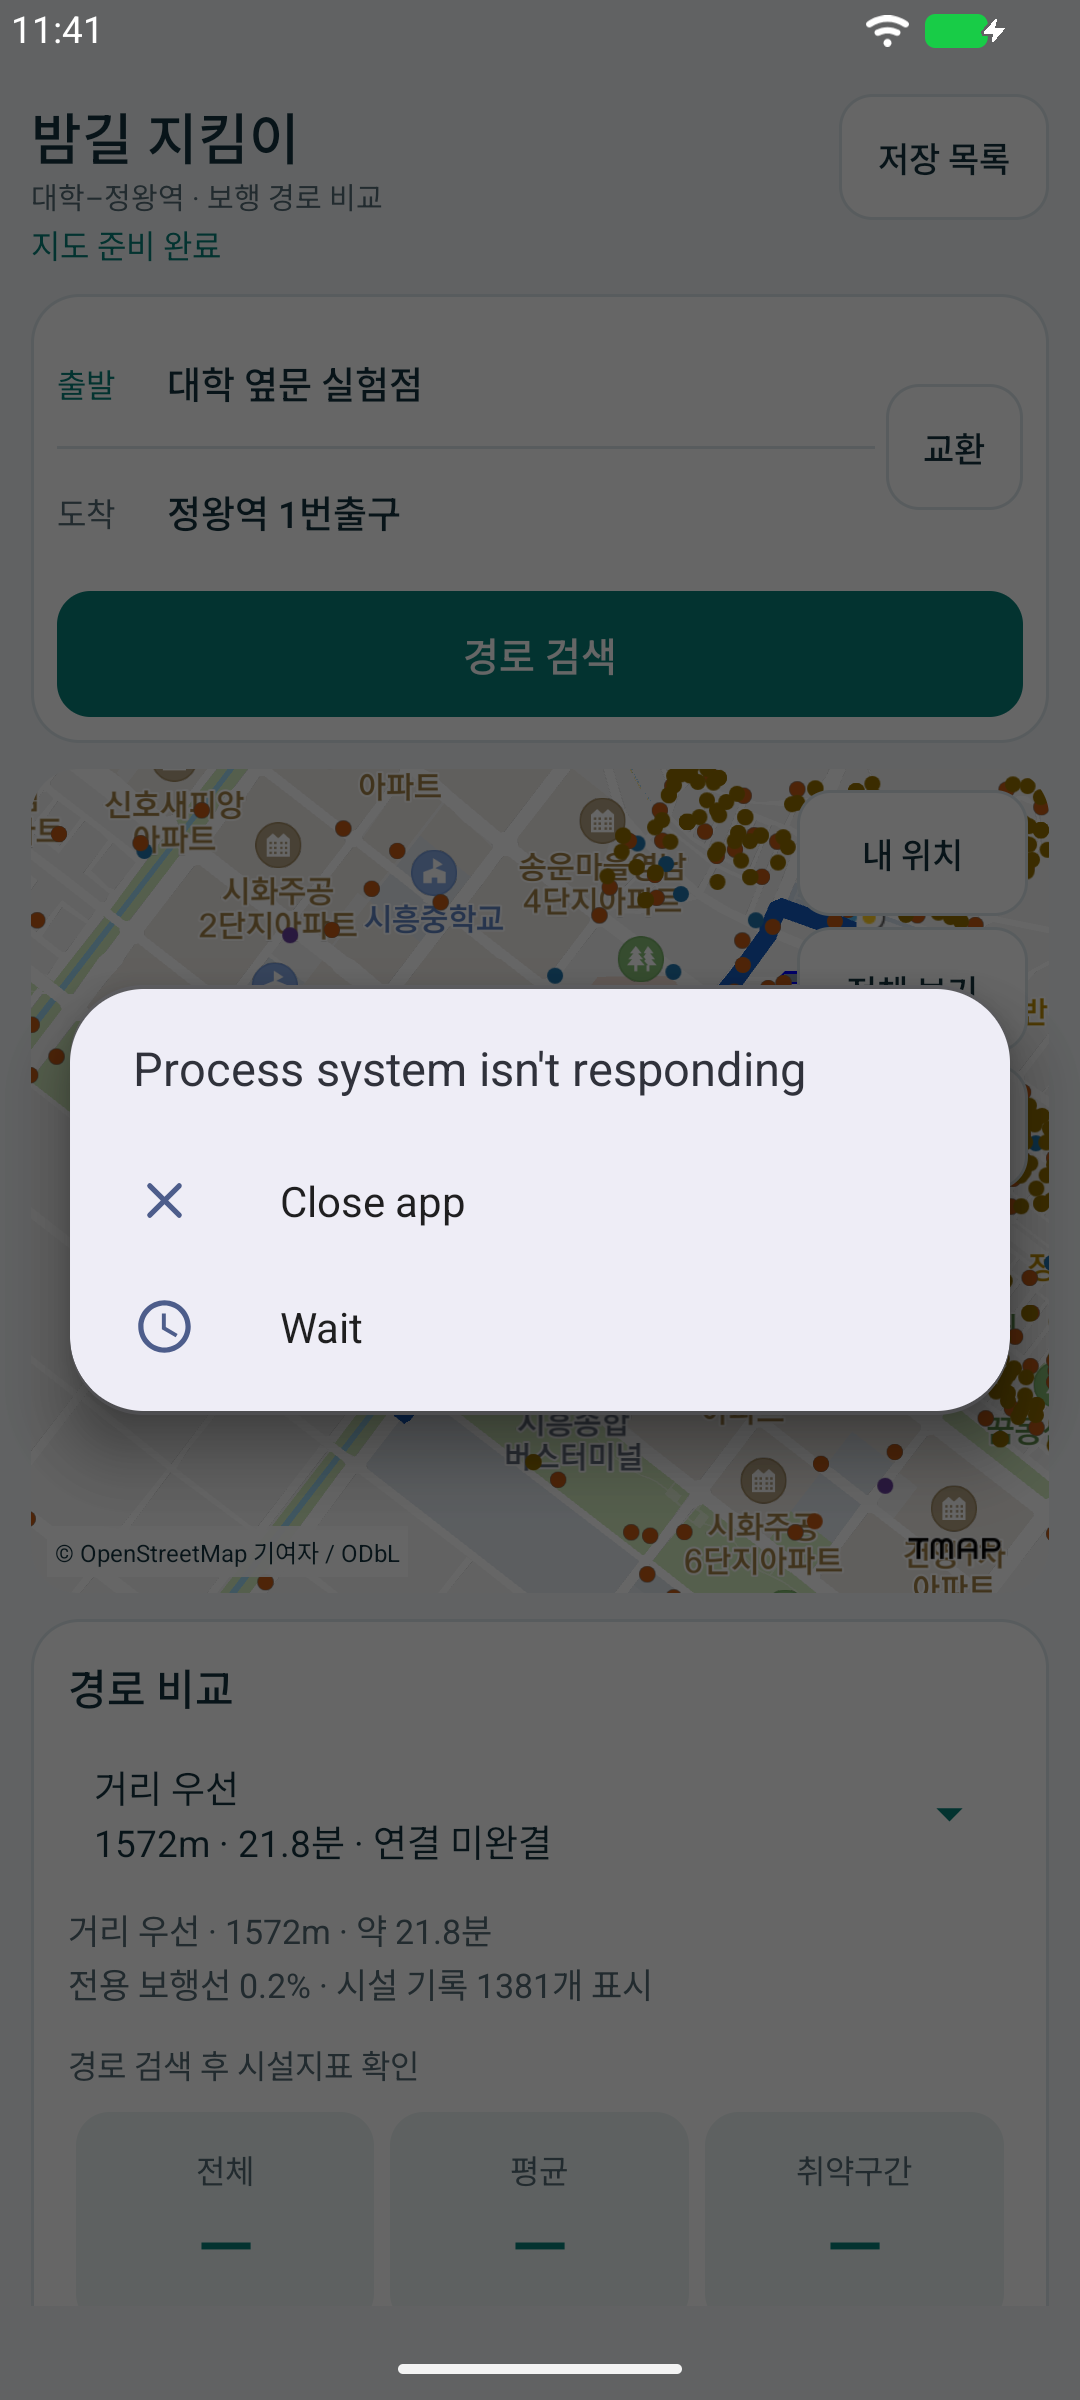 11:41
밤길 지킴이
저장 목록
대학–정왕역 · 보행 경로 비교
지도 준비 완료
출발
대학 옆문 실험점
교환
도착
정왕역 1번출구
경로 검색
아파트
신호새피앙
아파트
시화주공
2단지아파트
시흥중학교
송운마을영남
4단지아파트
내 위치
전체 보기
Process system isn't responding
Close app
Wait
시흥종합
버스터미널
시화주공
6단지아파트
TMAP
아파트
© OpenStreetMap 기여자 / ODbL
경로 비교
거리 우선
1572m · 21.8분 · 연결 미완결
거리 우선 · 1572m · 약 21.8분
전용 보행선 0.2% · 시설 기록 1381개 표시
경로 검색 후 시설지표 확인
전체
평균
취약구간
—
—
—